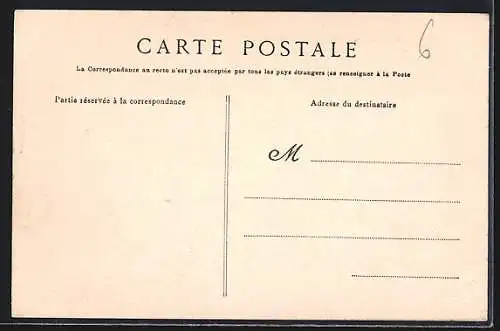 CARTE POSTALE
6
La Correspondance au recto n'est pas acceptée par tous les pays étrangers (se renseigner à la Poste
Partie réservée à la correspondance
Adresse du destinataire
M